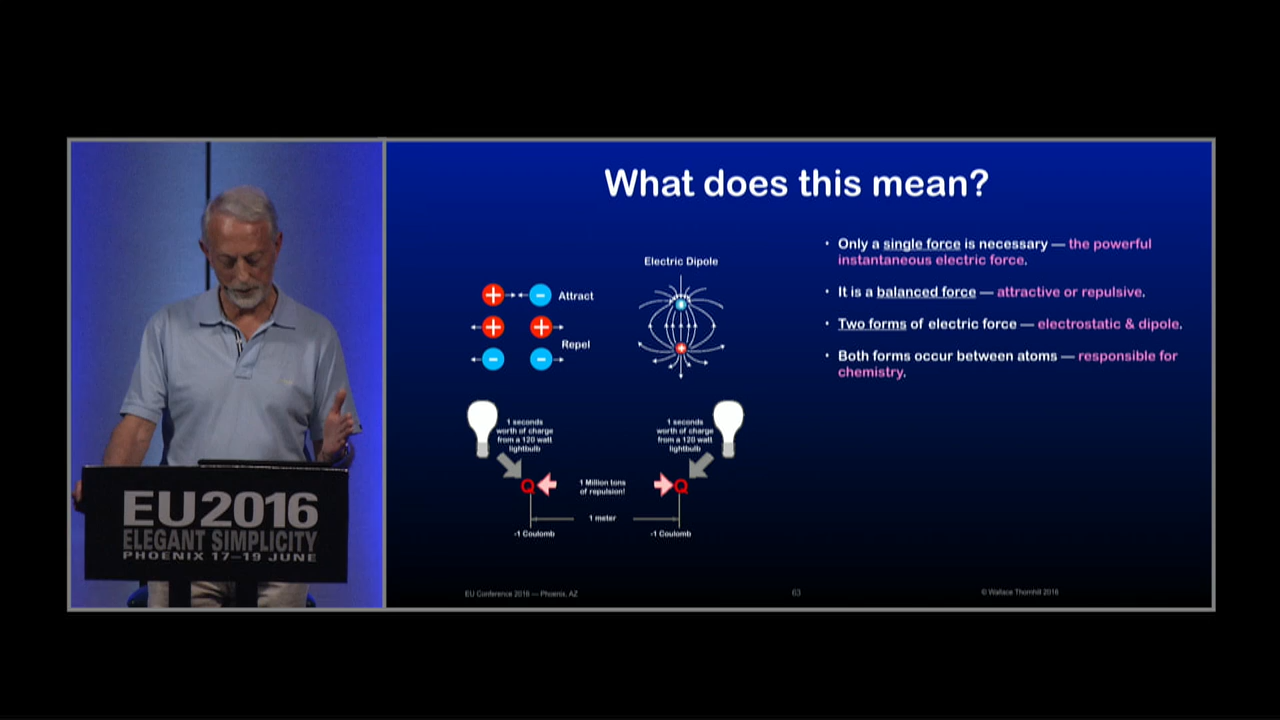 EU2016
ELEGANT SIMPLICITY
PHOENIX 17–19 JUNE
What does this mean?
Electric Dipole
+ - Attract
+ +
Repel
- -
+
1 seconds
worth of charge
from a 120 watt
lightbulb
1 seconds
worth of charge
from a 120 watt
lightbulb
Q
1 Million tons
of repulsion!
Q
1 meter
-1 Coulomb
-1 Coulomb
• Only a single force is necessary — the powerful
instantaneous electric force.
• It is a balanced force — attractive or repulsive.
• Two forms of electric force — electrostatic & dipole.
• Both forms occur between atoms — responsible for
chemistry.
EU Conference 2016 — Phoenix, AZ
63
© Wallace Thornhill 2016